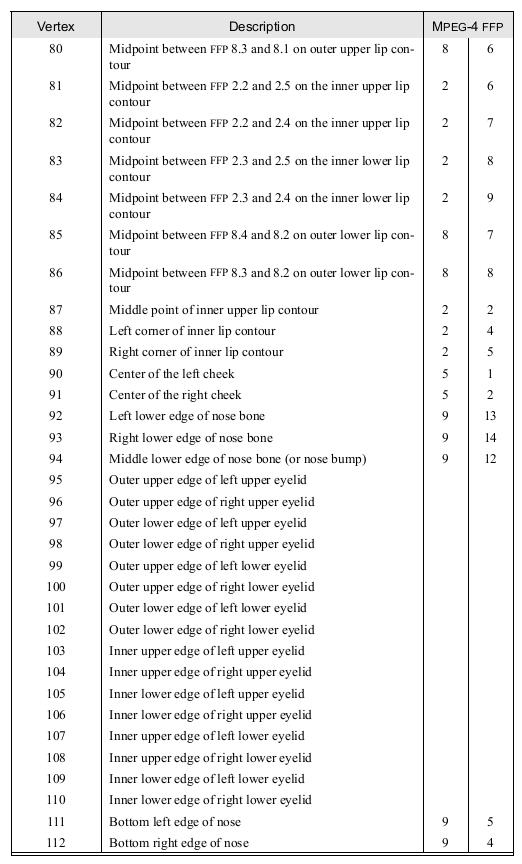 Vertex Description MPEG-4 FFP
80 Midpoint between FFP 8.3 and 8.1 on outer upper lip con- 8 6
tour
81 Midpoint between FFP 2.2 and 2.5 on the inner upper lip 2 6
contour
82 Midpoint between FFP 2.2 and 2.4 on the inner upper lip 2 7
contour
83 Midpoint between FFP 2.3 and 2.5 on the inner lower lip 2 8
contour
84 Midpoint between FFP 2.3 and 2.4 on the inner lower lip 2 9
contour
85 Midpoint between FFP 8.4 and 8.2 on outer lower lip con- 8 7
tour
86 Midpoint between FFP 8.3 and 8.2 on outer lower lip con- 8 8
tour
87 Middle point of inner upper lip contour 2 2
88 Left corner of inner lip contour 2 4
89 Right corner of inner lip contour 2 5
90 Center of the left cheek 5 1
91 Center of the right cheek 5 2
92 Left lower edge of nose bone 9 13
93 Right lower edge of nose bone 9 14
94 Middle lower edge of nose bone (or nose bump) 9 12
95 Outer upper edge of left upper eyelid
96 Outer upper edge of right upper eyelid
97 Outer lower edge of left upper eyelid
98 Outer lower edge of right upper eyelid
99 Outer upper edge of left lower eyelid
100 Outer upper edge of right lower eyelid
101 Outer lower edge of left lower eyelid
102 Outer lower edge of right lower eyelid
103 Inner upper edge of left upper eyelid
104 Inner upper edge of right upper eyelid
105 Inner lower edge of left upper eyelid
106 Inner lower edge of right upper eyelid
107 Inner upper edge of left lower eyelid
108 Inner upper edge of right lower eyelid
109 Inner lower edge of left lower eyelid
110 Inner lower edge of right lower eyelid
111 Bottom left edge of nose 9 5
112 Bottom right edge of nose 9 4